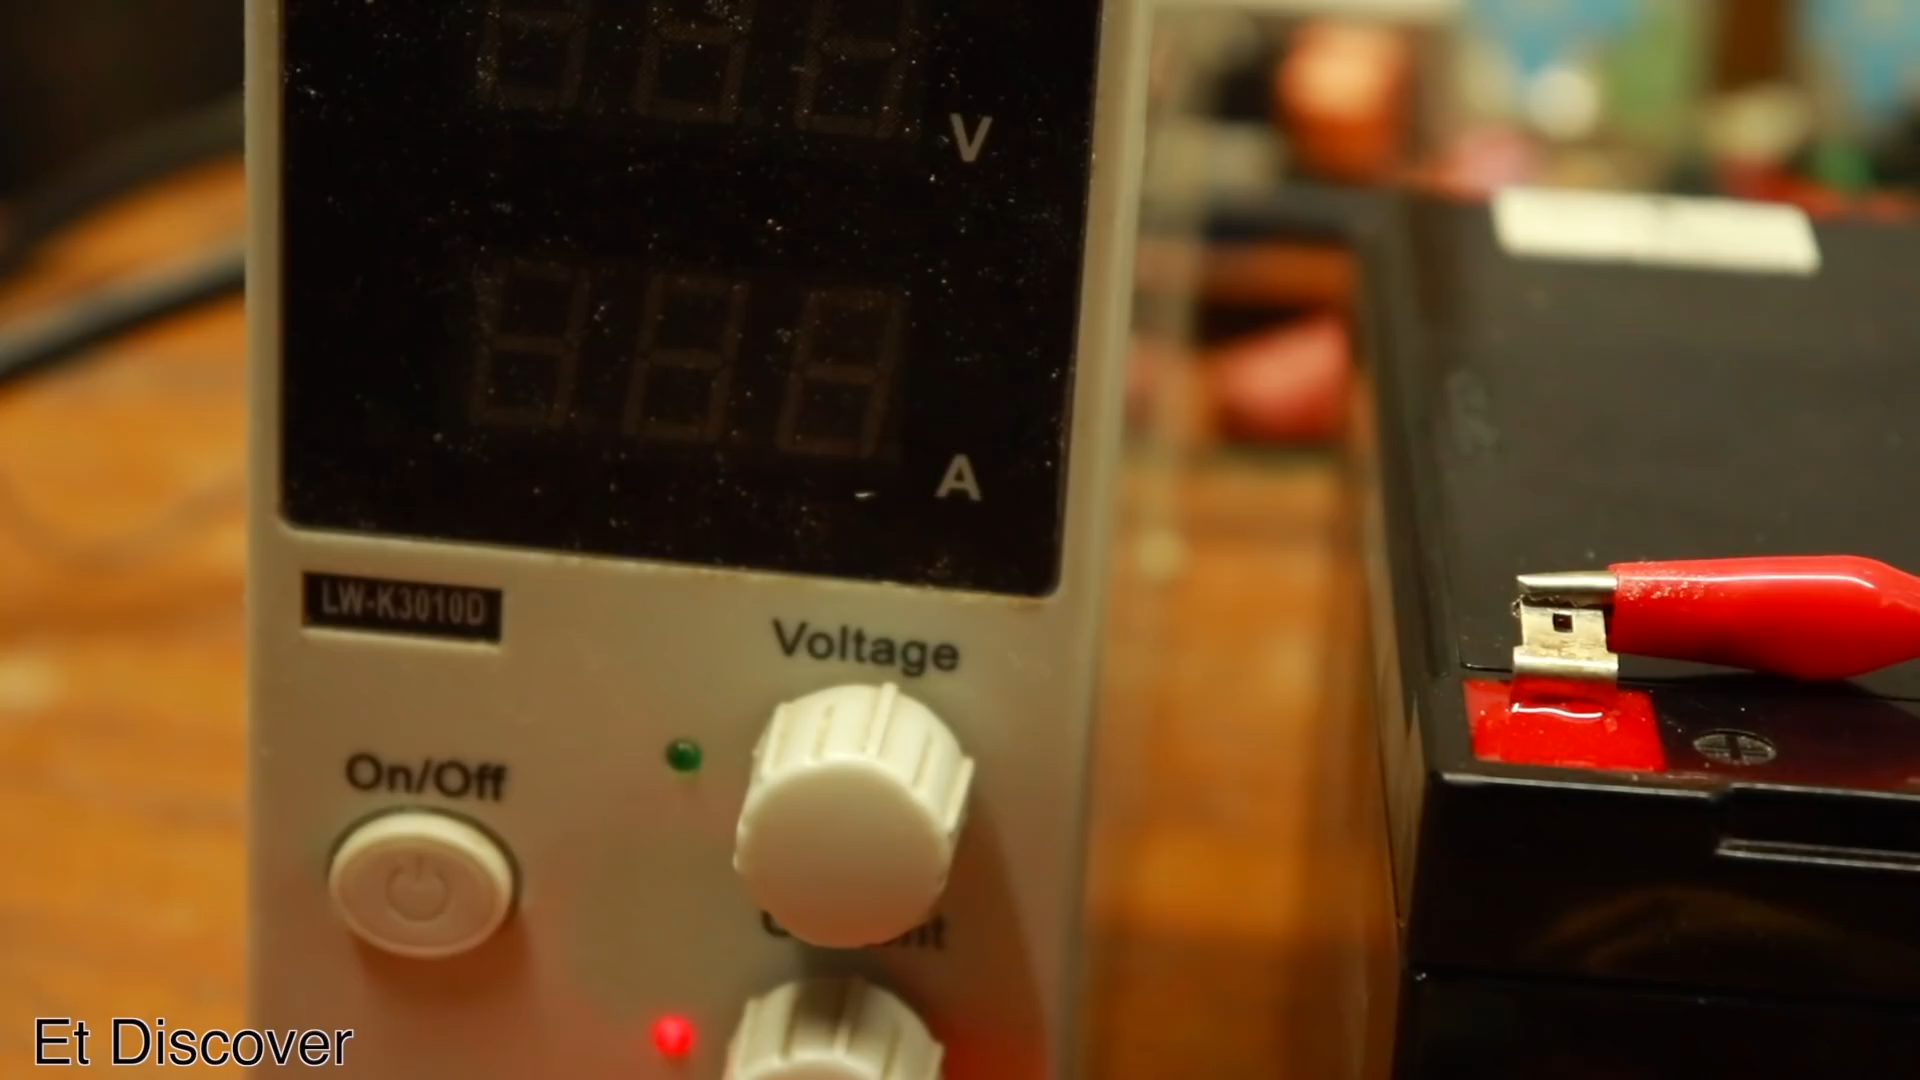 V
A
LW-K3010D
Voltage
On/Off
Et Discover